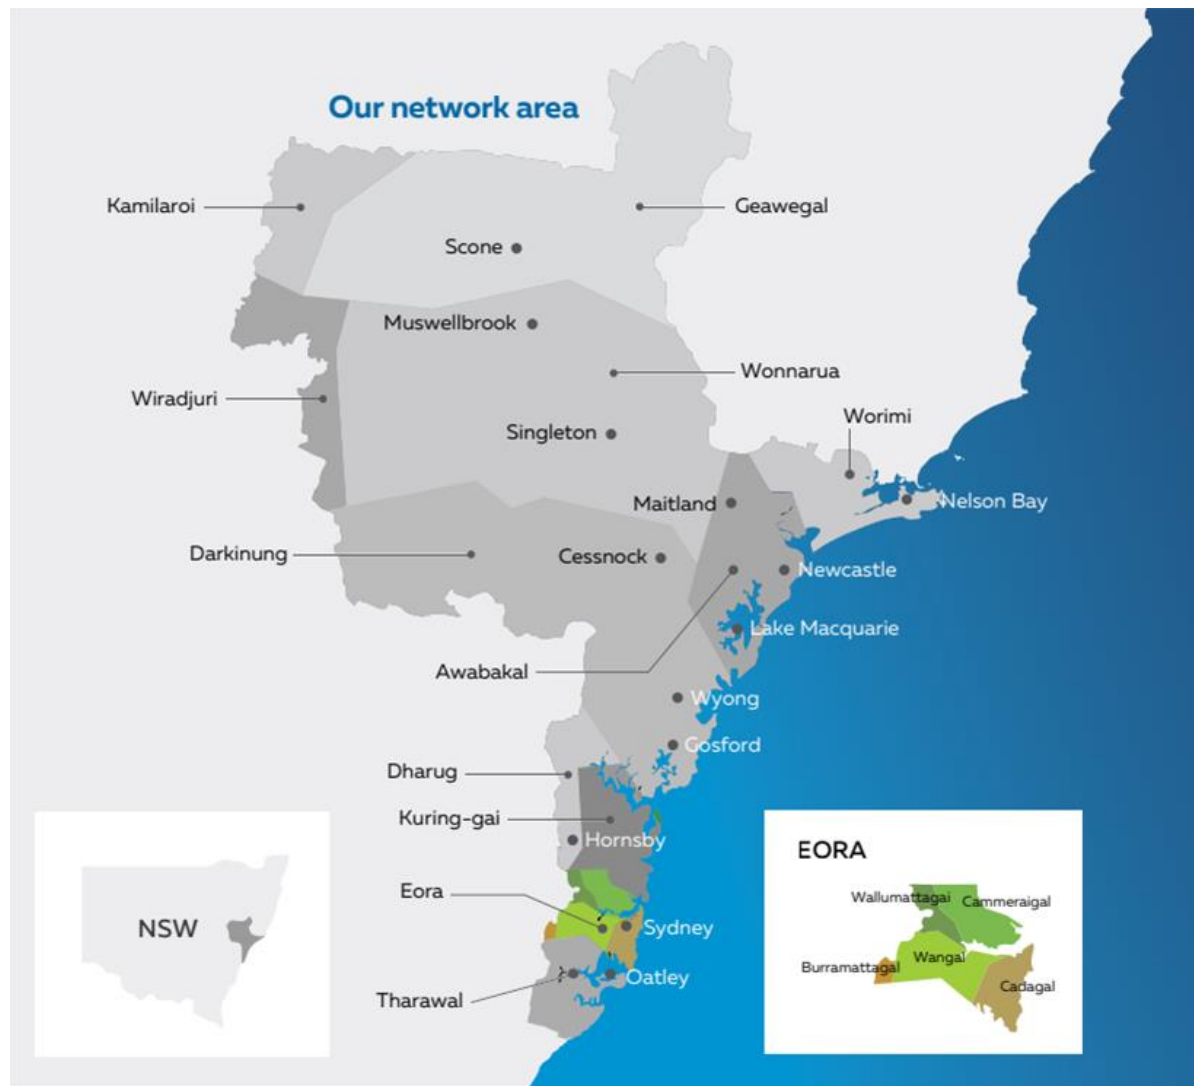 Our network area
Kamilaroi
Geawegal
Scone
Muswellbrook
Wonnarua
Wiradjuri
Worimi
Singleton
Maitland
Nelson Bay
Darkinung
Cessnock
Newcastle
Lake Macquarie
Awabakal
Wyong
Gosford
Dharug
Kuring-gai
Hornsby
Eora
Sydney
Oatley
Tharawal
NSW
EORA
Wallumattagai
Cammeraigal
Wangal
Burramattagal
Cadagal